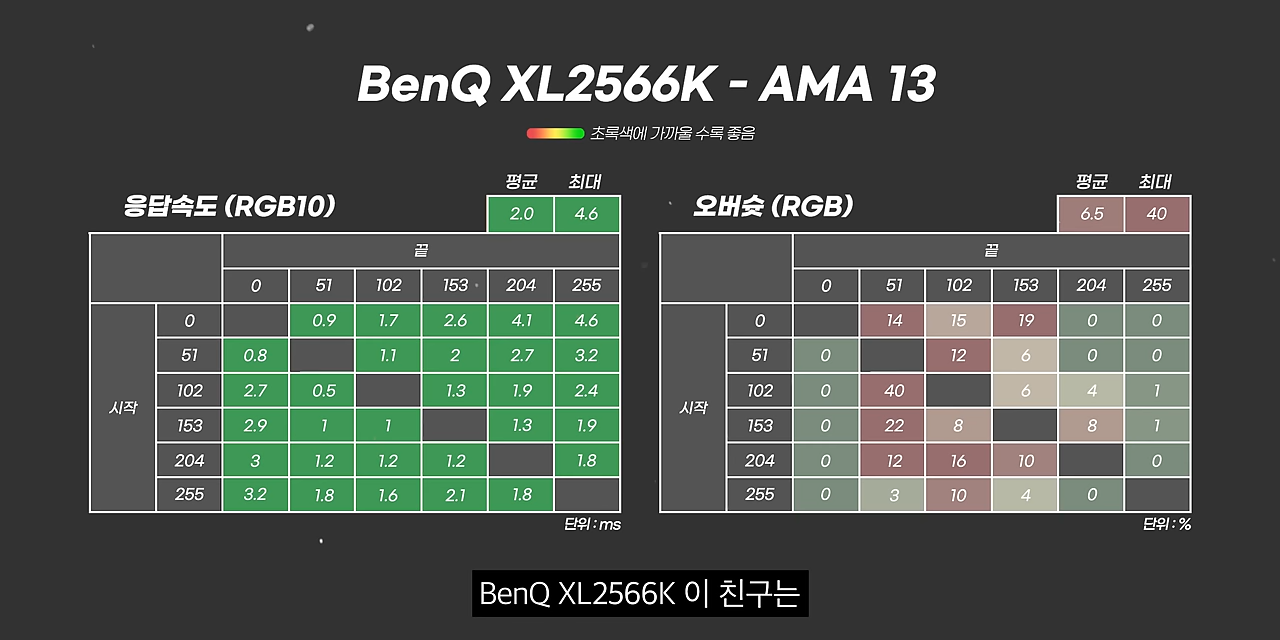 BenQ XL2566K - AMA 13
초록색에 가까울 수록 좋음
응답속도 (RGB10)
평균 최대
2.0 4.6
끝
0 51 102 153 204 255
시작
0 0.9 1.7 2.6 4.1 4.6
51 0.8 1.1 2 2.7 3.2
102 2.7 0.5 1.3 1.9 2.4
153 2.9 1 1 1.3 1.9
204 3 1.2 1.2 1.2 1.8
255 3.2 1.8 1.6 2.1 1.8
단위 : ms
오버슛 (RGB)
평균 최대
6.5 40
끝
0 51 102 153 204 255
시작
0 14 15 19 0 0
51 0 12 6 0 0
102 0 40 6 4 1
153 0 22 8 8 1
204 0 12 16 10 0
255 0 3 10 4 0
단위 : %
BenQ XL2566K 이 친구는